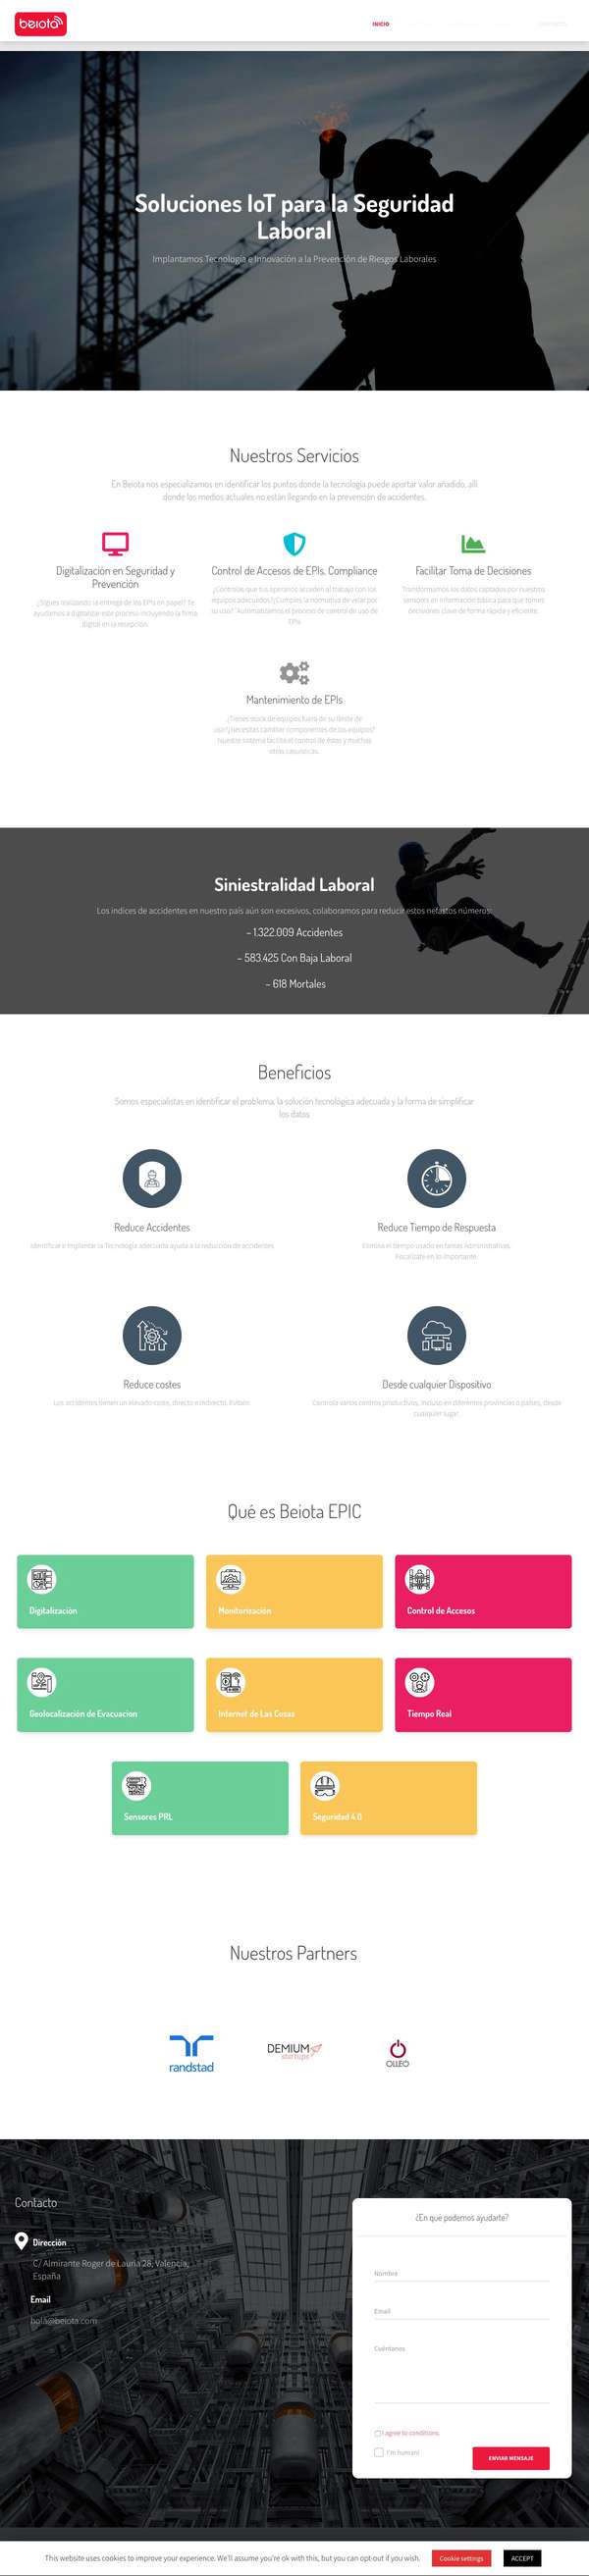 beiota
INICIO
Soluciones IoT para la Seguridad
Laboral
Implantamos Tecnología e Innovación a la Prevención de Riesgos Laborales
Nuestros Servicios
En Beiota nos especializamos en identificar los puntos donde la tecnología puede aportar valor añadido, allí
donde los medios actuales no están llegando en la prevención de accidentes.
Digitalización en Seguridad y
Prevención
¿Sigues realizando la entrega de los EPIs en papel? Te
ayudamos a digitalizar este proceso incluyendo la firma
digital en la recepción.
Control de Accesos de EPIs. Compliance
¿Controlas que tus operarios acceden al trabajo con los
equipos adecuados?¿Cumples la normativa de velar por
su uso? Automatizamos el proceso de control de uso de
EPIs.
Facilitar Toma de Decisiones
Transformamos los datos captados por nuestros
sensores en información básica para que tomes
decisiones clave de forma rápida y eficiente.
Mantenimiento de EPIs
¿Tienes stock de equipos fuera de su límite de
uso?¿Necesitas cambiar componentes de los equipos?
Nuestro sistema facilita el control de éstos y muchas
otras casuísticas.
Siniestralidad Laboral
Los indices de accidentes en nuestro país aún son excesivos, colaboramos para reducir estos nefastos números:
~ 1.322.009 Accidentes
~ 583.425 Con Baja Laboral
~ 618 Mortales
Beneficios
Somos especialistas en identificar el problema, la solución tecnológica adecuada y la forma de simplificar
los datos
Reduce Accidentes
Identificar e Implantar la Tecnología adecuada ayuda a la reducción de accidentes
Reduce Tiempo de Respuesta
Elimina el tiempo usado en tareas Administrativas.
Focalízate en lo importante.
Reduce costes
Los accidentes tienen un elevado coste, directo e indirecto. Evítalo
Desde cualquier Dispositivo
Controla varios centros productivos, incluso en diferentes provincias o países, desde
cualquier lugar.
Qué es Beiota EPIC
Digitalización
Monitorización
Control de Accesos
Geolocalización de Evacuacion
Internet de Las Cosas
Tiempo Real
Sensores PRL
Seguridad 4.0
Nuestros Partners
randstad
DEMIUM
startups
OLLEO
Contacto
Dirección
C/ Almirante Roger de Lauria 28, Valencia,
España
Email
hola@beiota.com
¿En qué podemos ayudarte?
Nombre
Email
Cuéntanos
I agree to conditions.
I'm human!
ENVIAR MENSAJE
This website uses cookies to improve your experience. We'll assume you're ok with this, but you can opt-out if you wish.
Cookie settings
ACCEPT